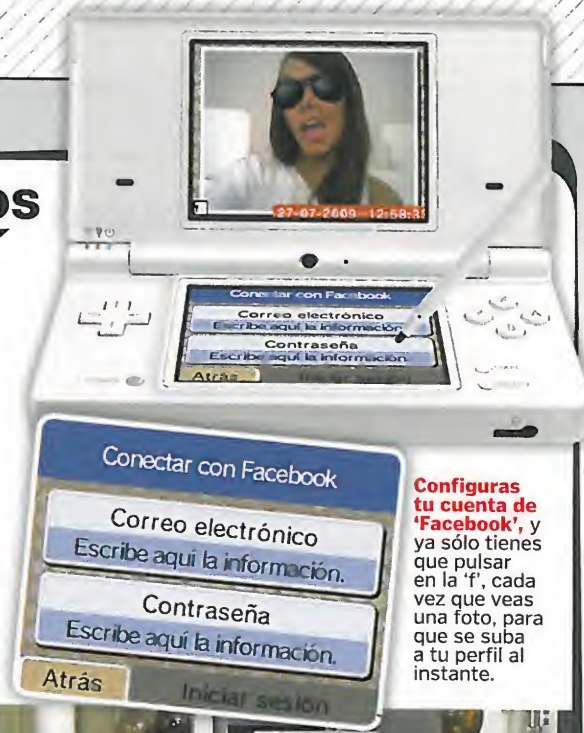 os
27-07-2009 12:58:3
Conectar con Facebook
Correo electrónico
Escribe aquí la información.
Contraseña
Escribe aquí la información.
Atrás
Iniciar sesión
Conectar con Facebook
Correo electrónico
Escribe aquí la información.
Contraseña
Escribe aquí la información.
Atrás
Iniciar sesión
Configuras
tu cuenta de
‘Facebook’, y
ya sólo tienes
que pulsar
en la ‘f’, cada
vez que veas
una foto, para
que se suba
a tu perfil al
instante.